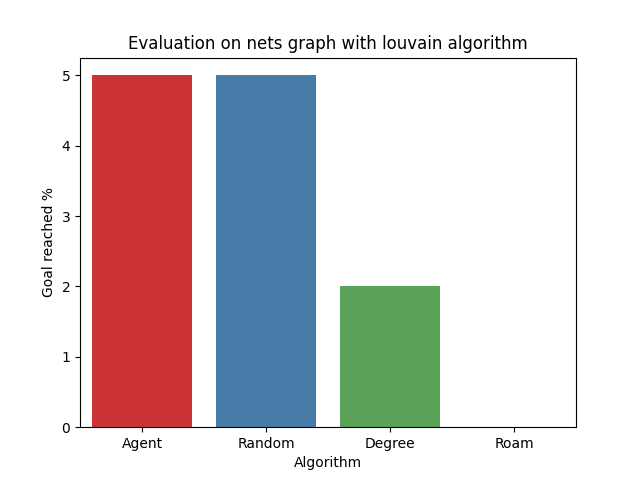 Evaluation on nets graph with louvain algorithm
5
4
3
2
1
0
Goal reached %
Agent Random Degree Roam
Algorithm